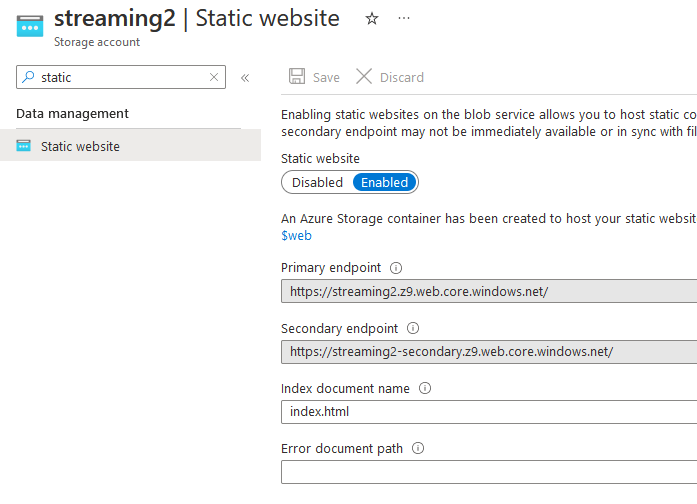 streaming2 | Static website
Storage account
static
Data management
Static website
Save
Discard
Enabling static websites on the blob service allows you to host static
secondary endpoint may not be immediately available or in sync with
Static website
Disabled
Enabled
An Azure Storage container has been created to host your static
$web
Primary endpoint
https://streaming2.z9.web.core.windows.net/
Secondary endpoint
https://streaming2-secondary.z9.web.core.windows.net/
Index document name
index.html
Error document path